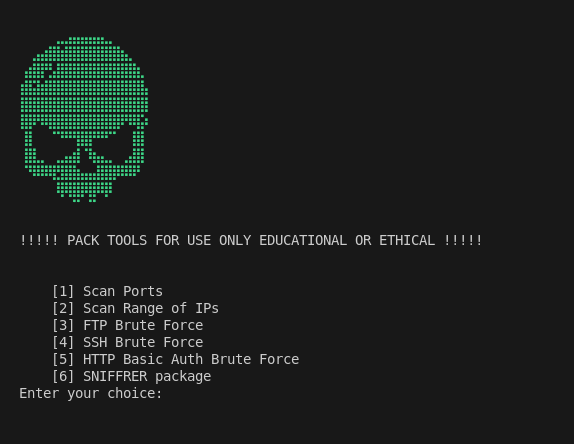 !!!!! PACK TOOLS FOR USE ONLY EDUCATIONAL OR ETHICAL !!!!!
[1] Scan Ports
[2] Scan Range of IPs
[3] FTP Brute Force
[4] SSH Brute Force
[5] HTTP Basic Auth Brute Force
[6] SNIFFRER package
Enter your choice: